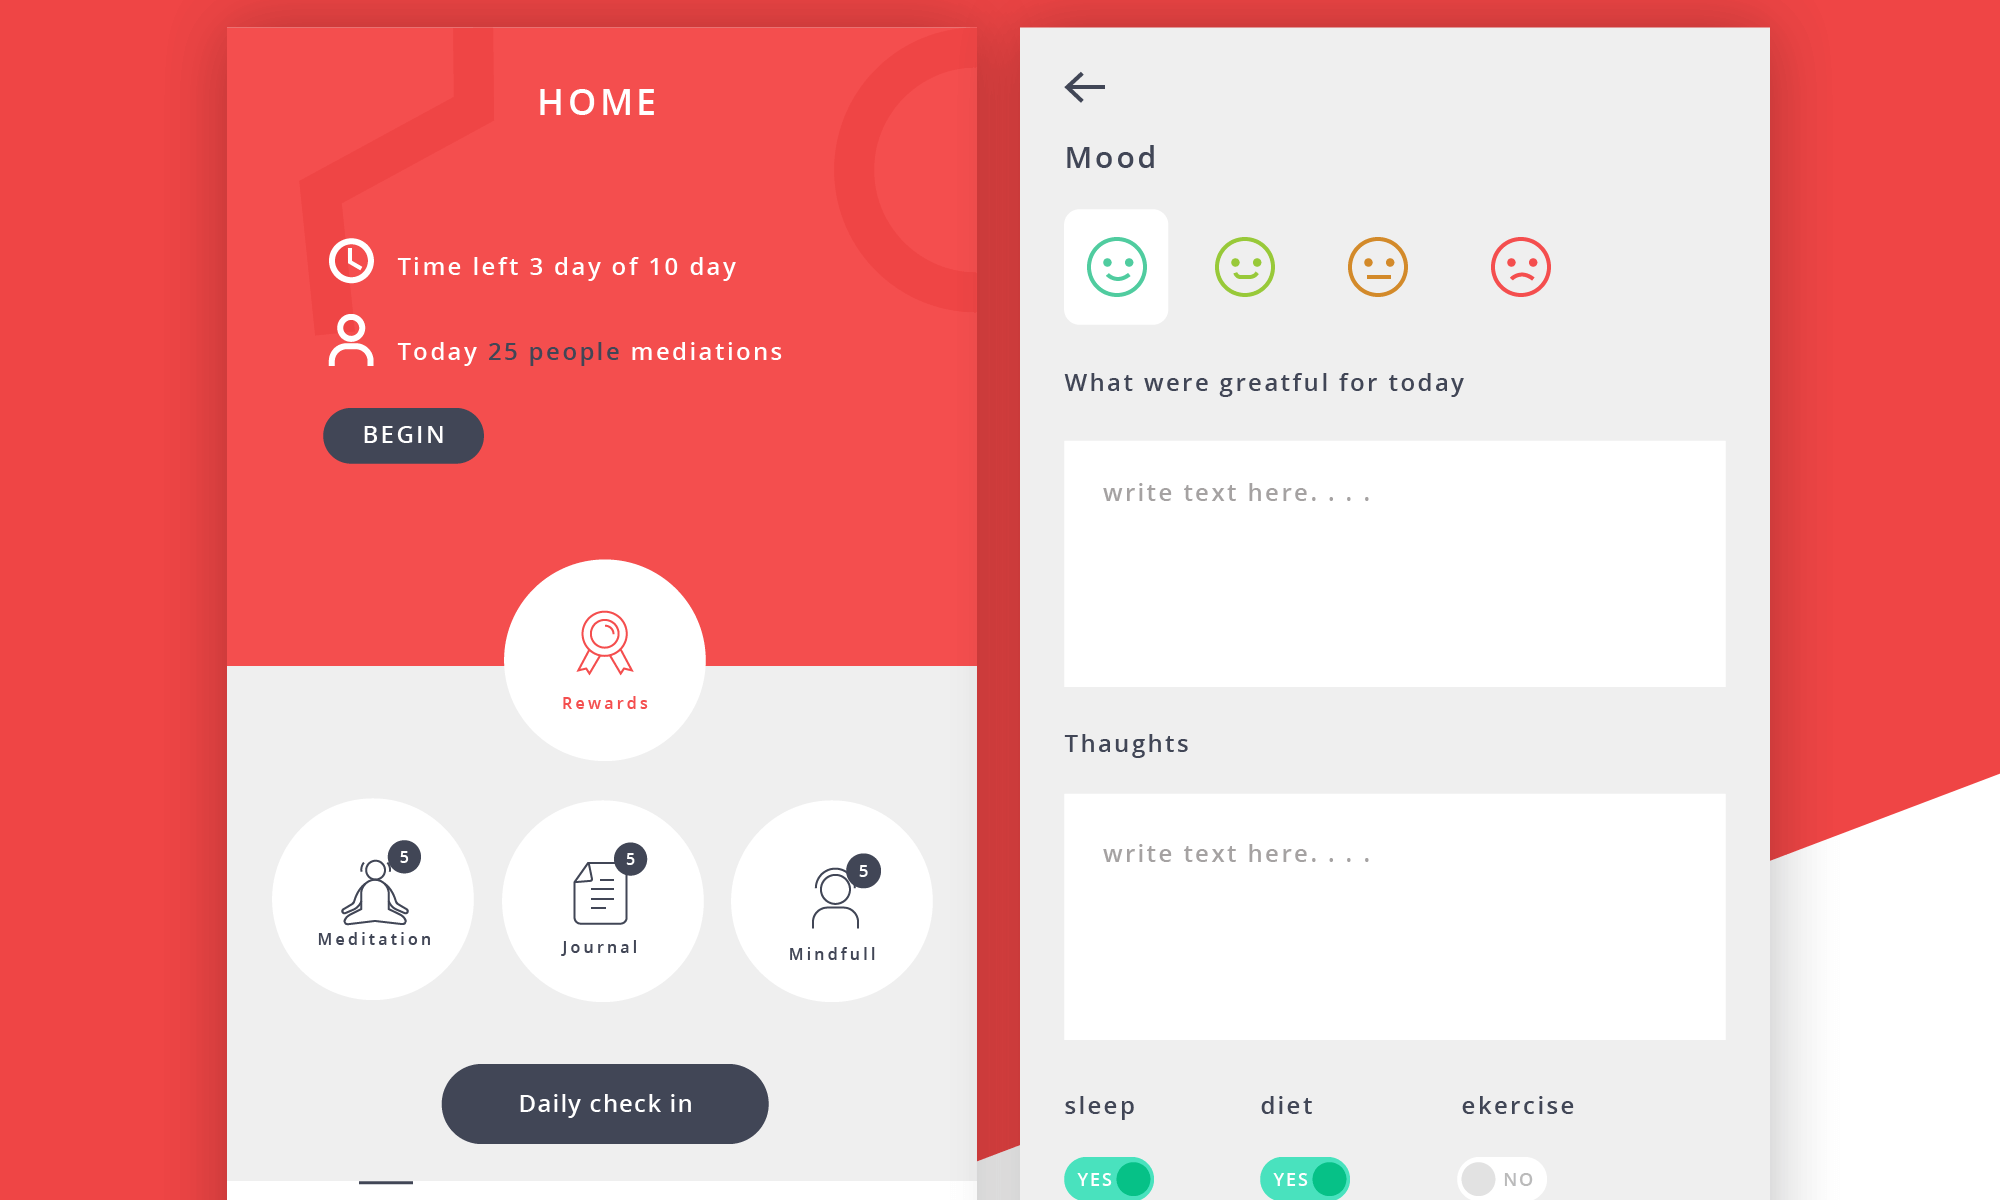 HOME
Time left 3 day of 10 day
Today 25 people mediations
BEGIN
Rewards
5
Meditation
5
Journal
5
Mindfull
Daily check in
Mood
What were greatful for today
write text here. . . .
Thaughts
write text here. . . .
sleep diet ekercise
YES YES NO